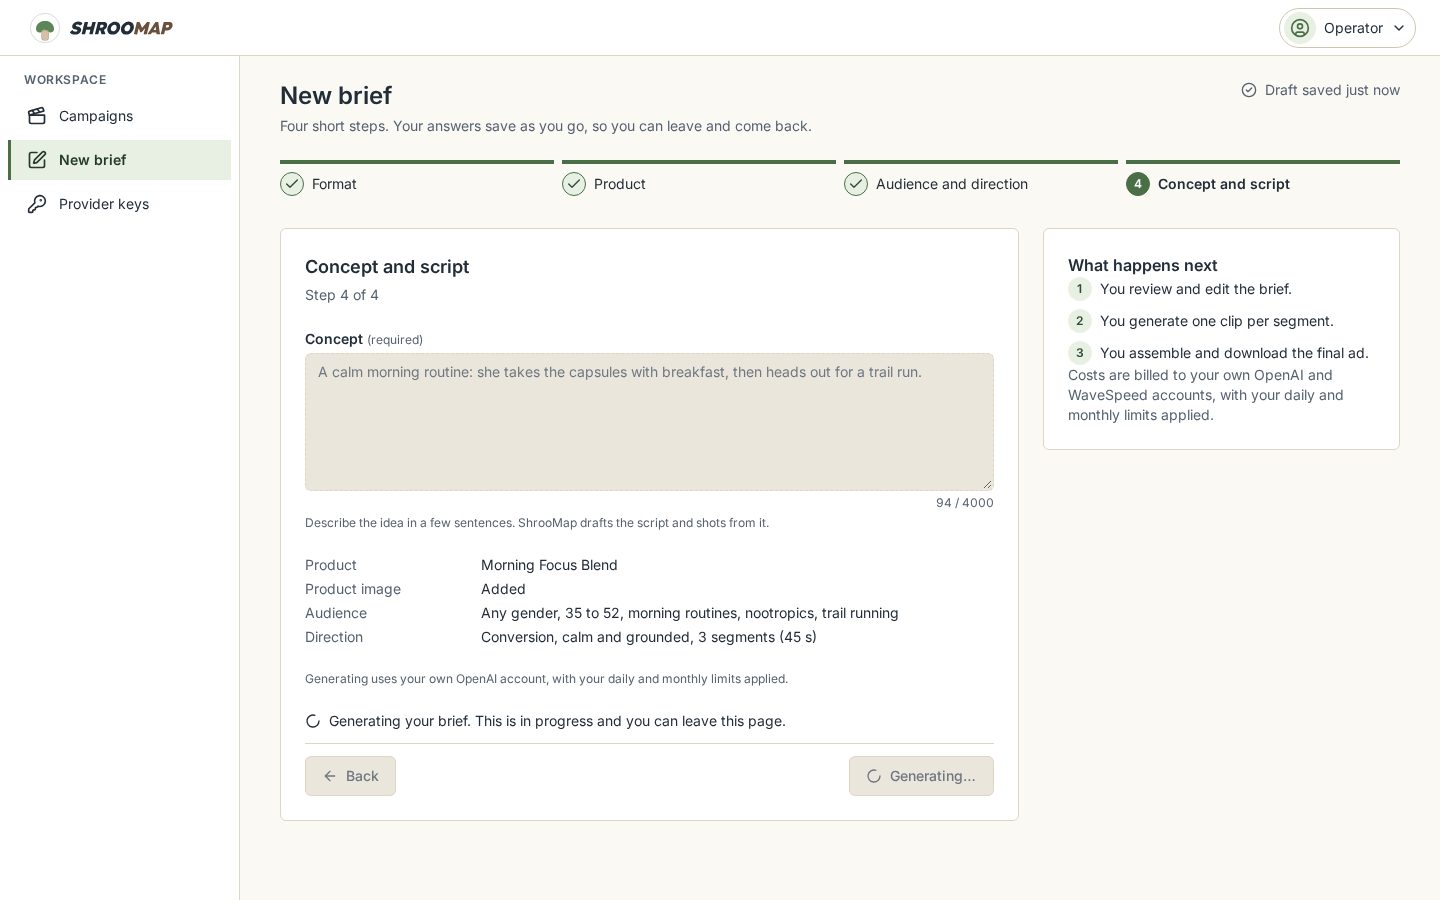 SHROOMAP
Operator
WORKSPACE
Campaigns
New brief
Provider keys
New brief
Draft saved just now
Four short steps. Your answers save as you go, so you can leave and come back.
Format
Product
Audience and direction
4 Concept and script
Concept and script
Step 4 of 4
Concept (required)
A calm morning routine: she takes the capsules with breakfast, then heads out for a trail run.
94 / 4000
Describe the idea in a few sentences. ShrooMap drafts the script and shots from it.
Product Morning Focus Blend
Product image Added
Audience Any gender, 35 to 52, morning routines, nootropics, trail running
Direction Conversion, calm and grounded, 3 segments (45 s)
Generating uses your own OpenAI account, with your daily and monthly limits applied.
Generating your brief. This is in progress and you can leave this page.
Back
Generating...
What happens next
1 You review and edit the brief.
2 You generate one clip per segment.
3 You assemble and download the final ad.
Costs are billed to your own OpenAI and
WaveSpeed accounts, with your daily and
monthly limits applied.